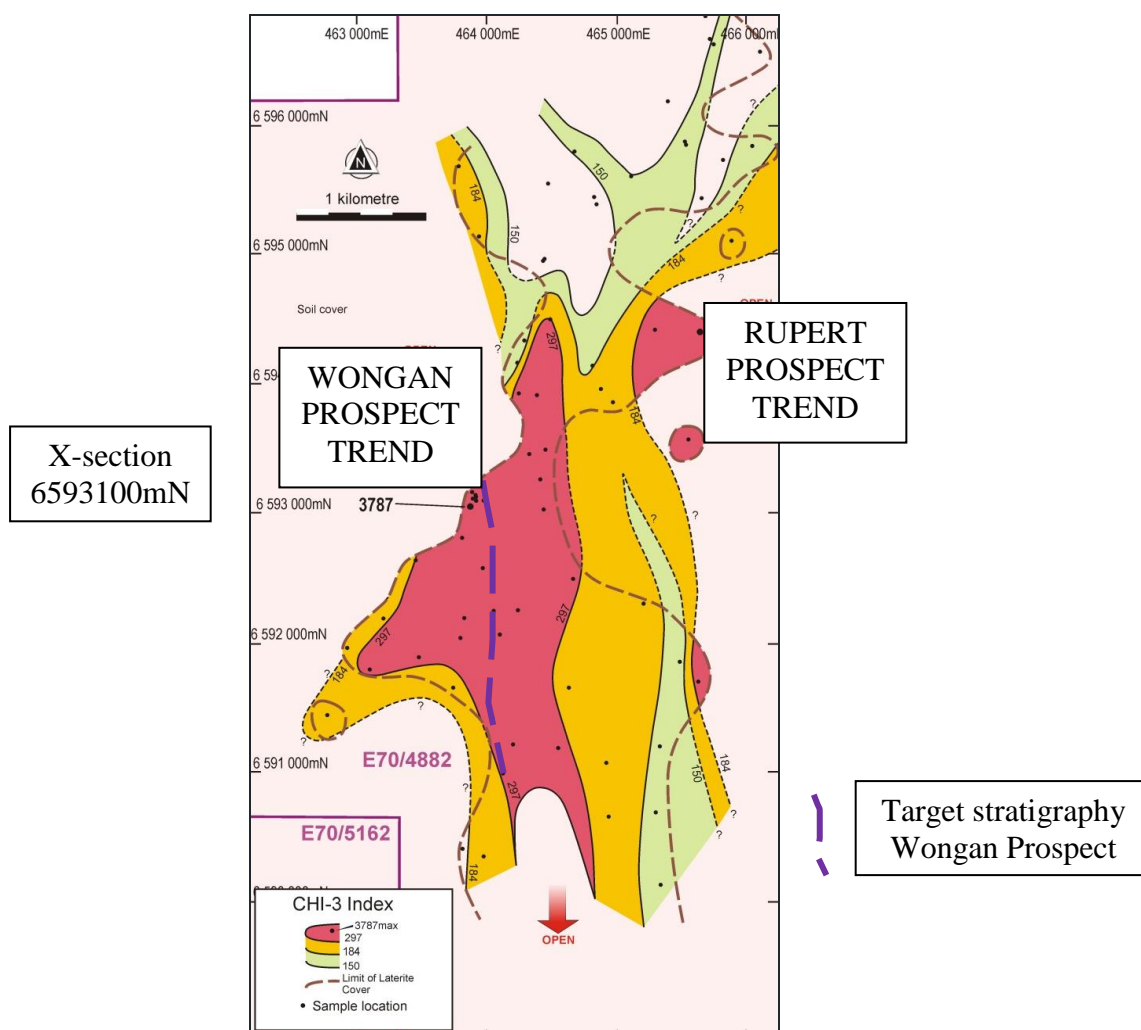 463 000mE
464 000mE
465 000mE
466 000m
6 596 000mN
N
1 kilometre
184
150
150
?
?
6 595 000mN
?
184
?
Soil cover
?
WONGAN
PROSPECT
TREND
RUPERT
PROSPECT
TREND
297
184
X-section
6593100mN
6 593 000mN
3787
?
?
?
297
297
6 592 000mN
?
184
?
?
?
?
E70/4882
6 591 000mN
?
297
150
184
?
?
E70/5162
184
Target stratigraphy
Wongan Prospect
CHI-3 Index
3787max
297
184
150
Limit of Laterite
Cover
Sample location
OPEN